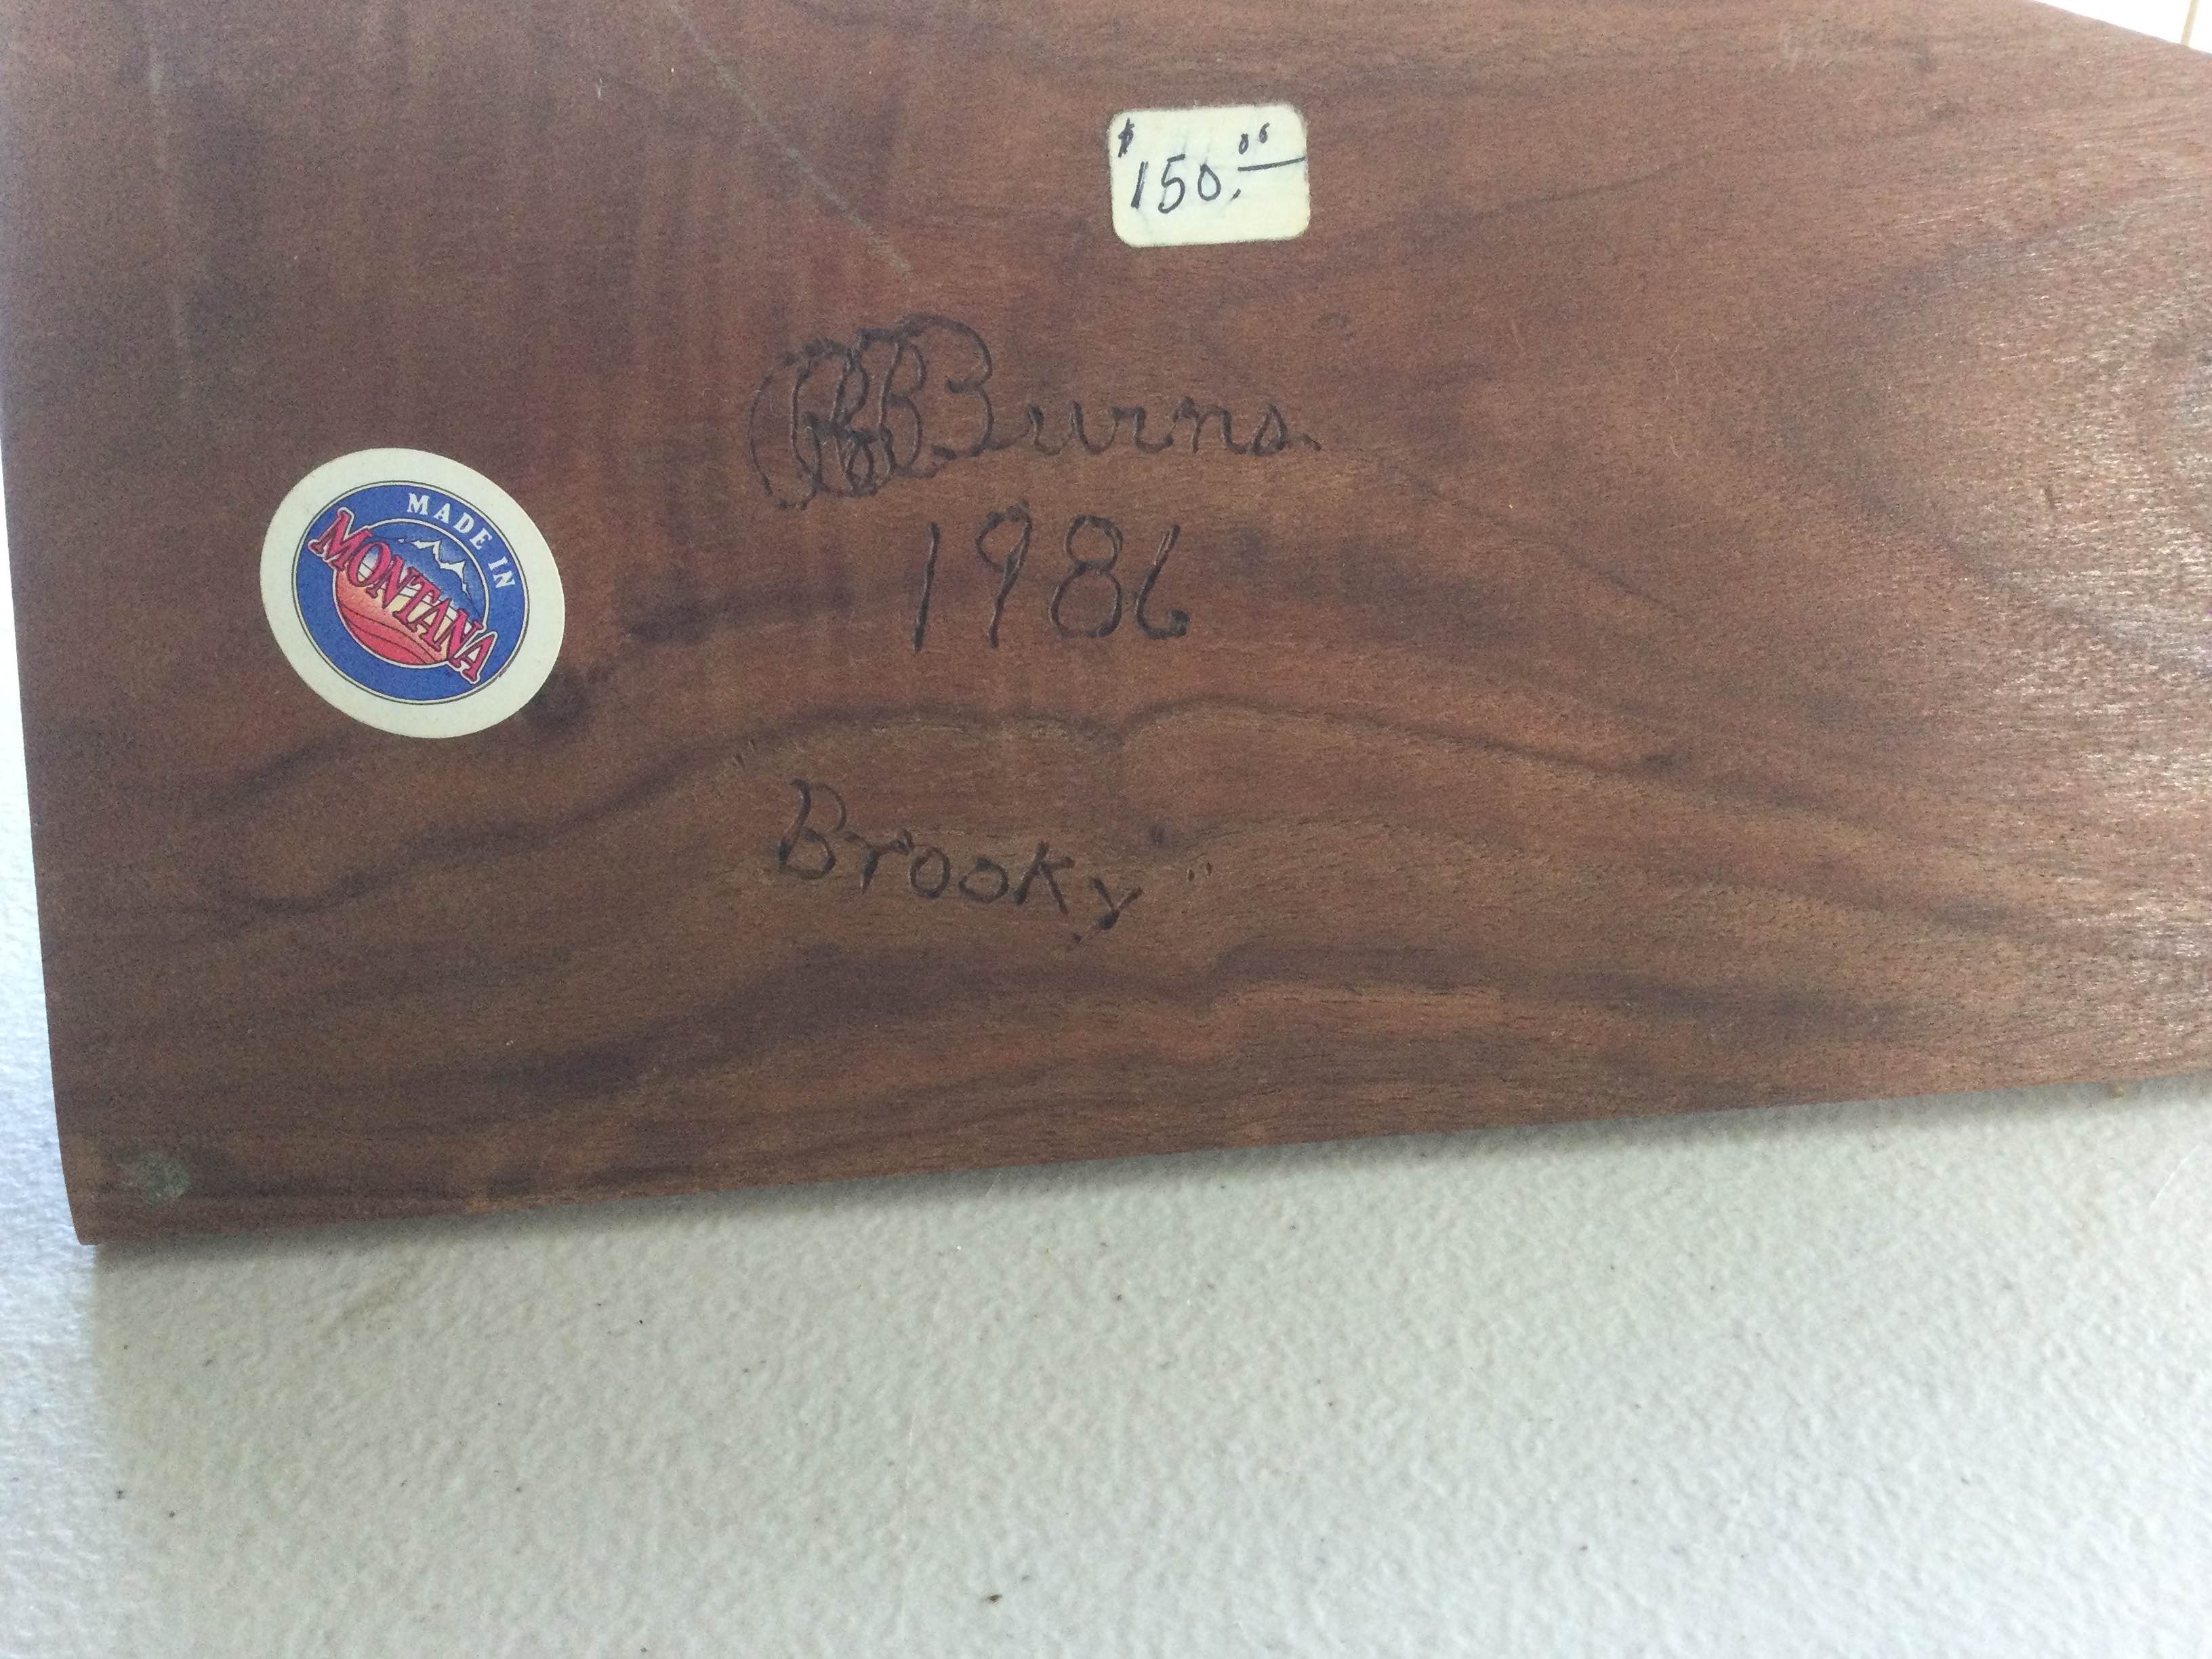 $150.00
Burns
1986
"Brooky"
MADE IN
MONTANA